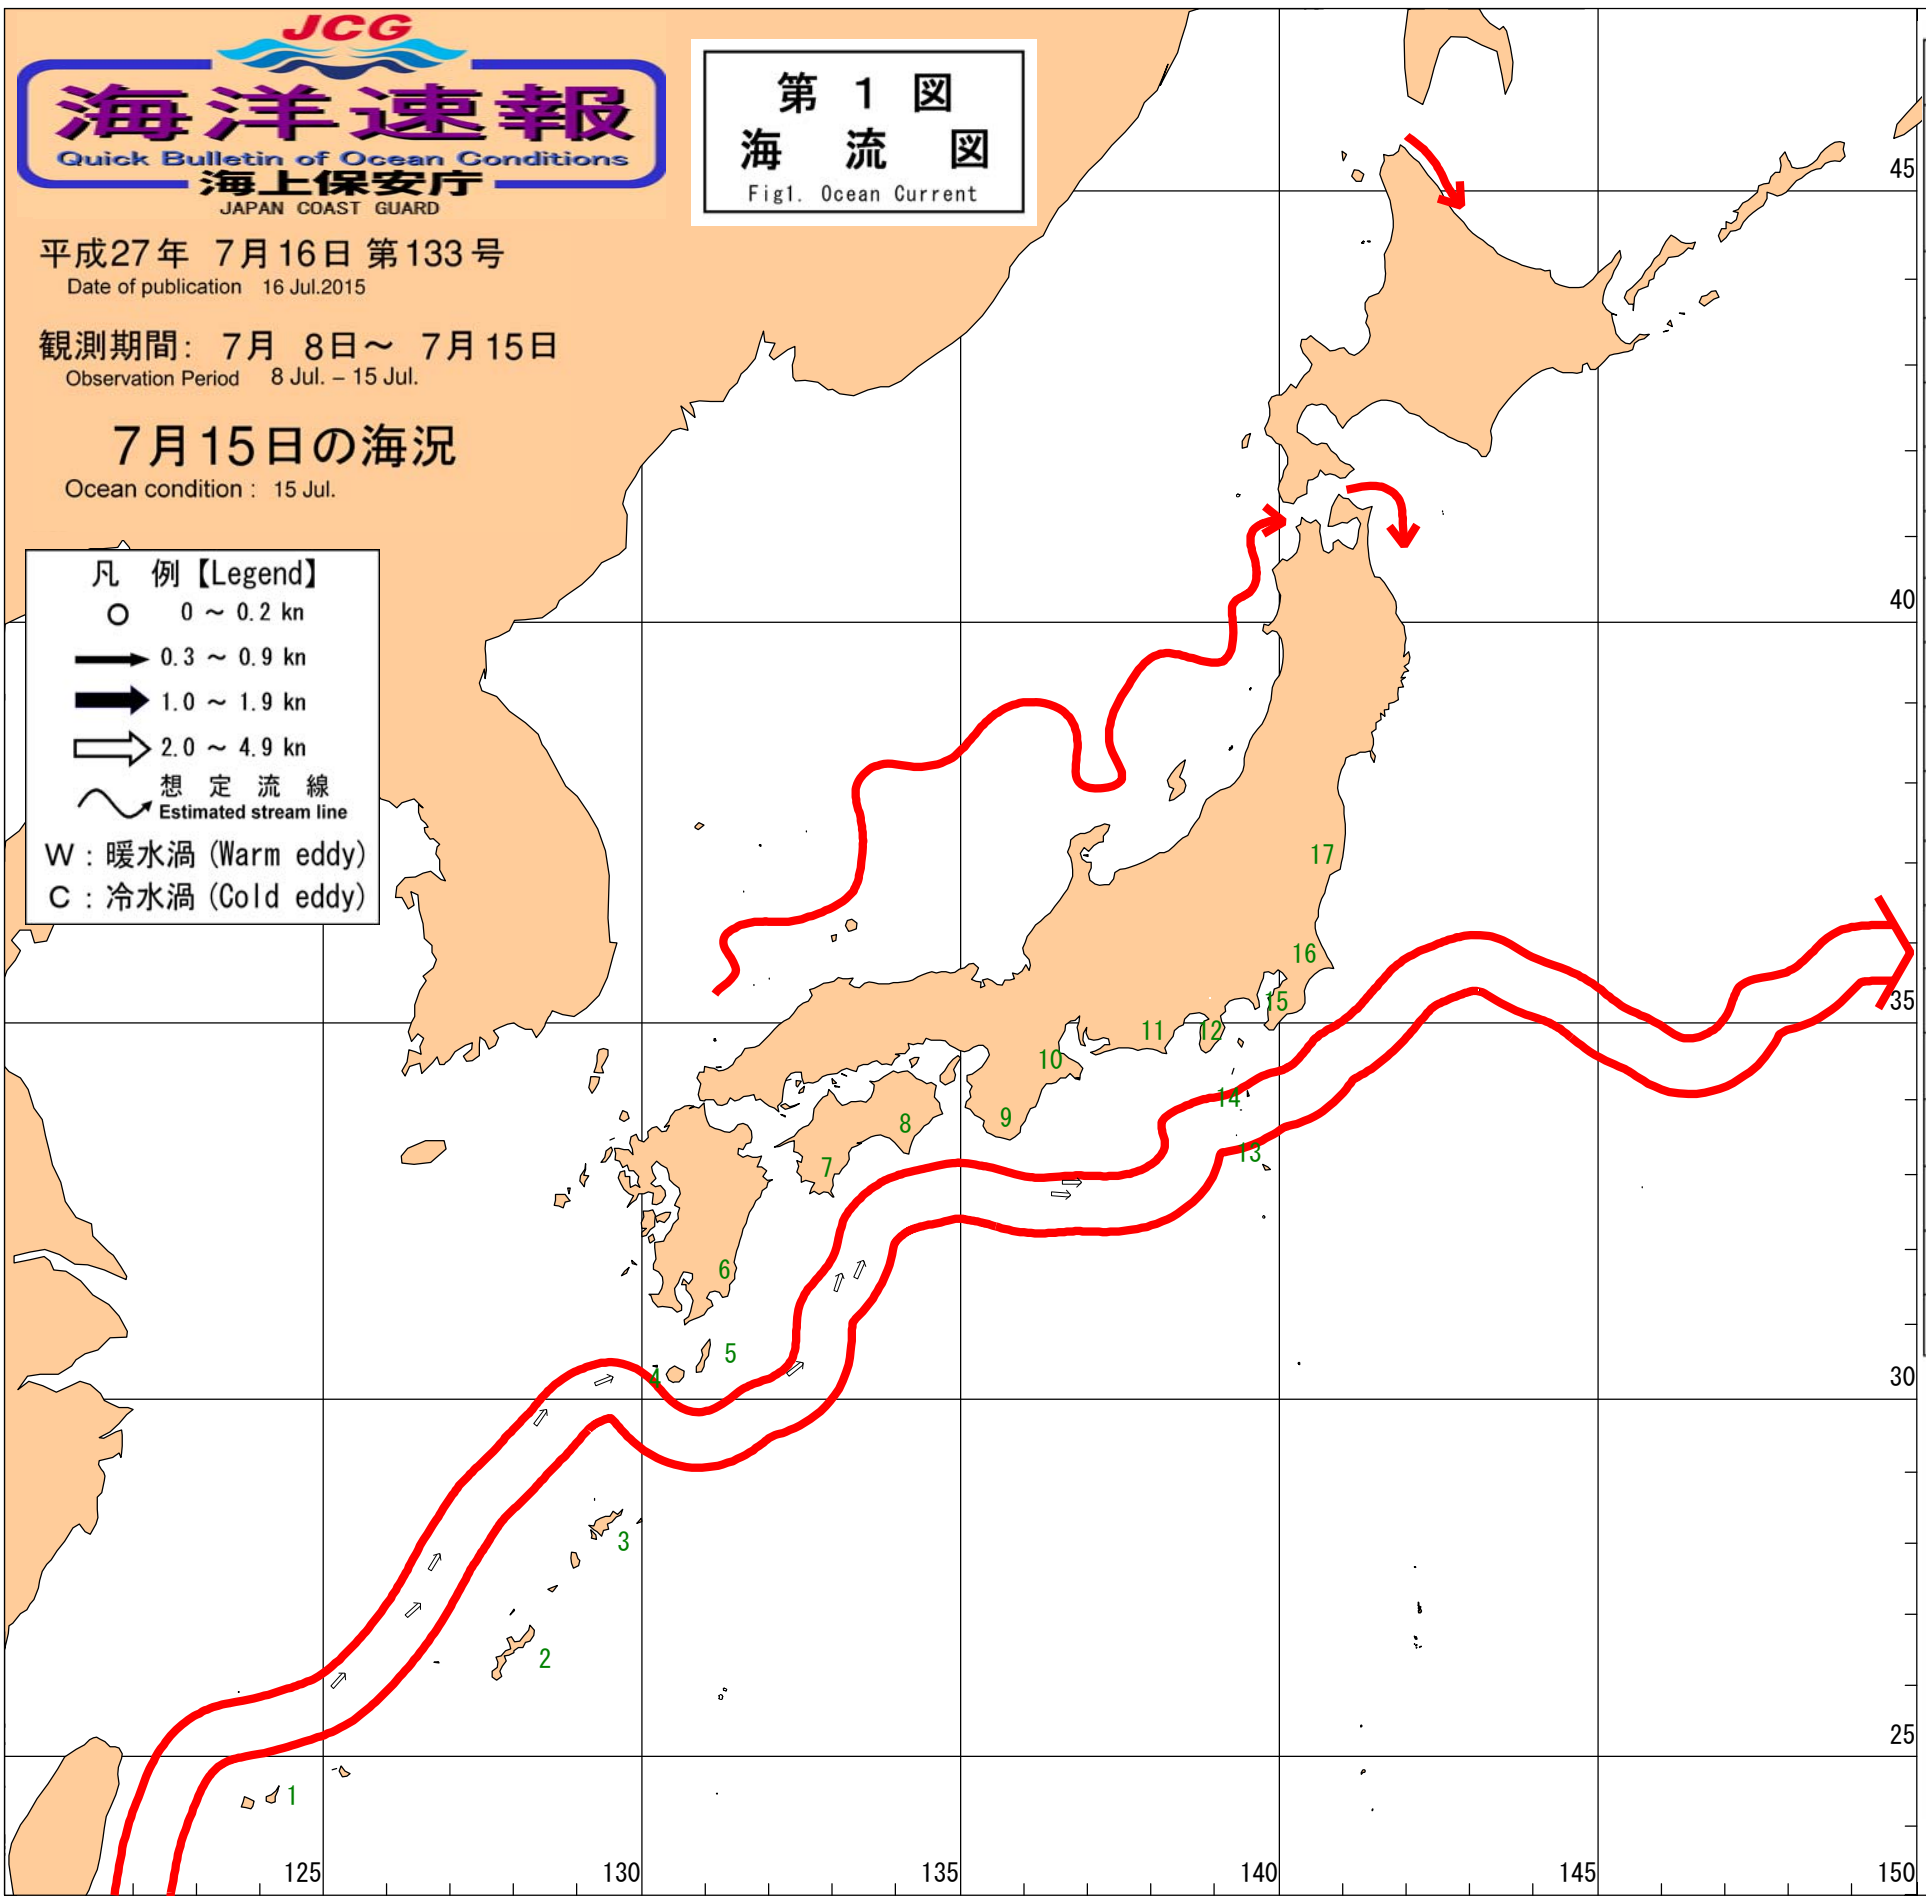 JCG
海洋速報
Quick Bulletin of Ocean Conditions
海上保安庁
JAPAN COAST GUARD
第 1 図
海 流 図
Fig1. Ocean Current
平成27年 7月16日 第133号
Date of publication 16 Jul.2015
観測期間: 7月 8日～ 7月15日
Observation Period 8 Jul. – 15 Jul.
7月15日の海況
Ocean condition : 15 Jul.
凡 例【Legend】
0 ～ 0.2 kn
0.3 ～ 0.9 kn
1.0 ～ 1.9 kn
2.0 ～ 4.9 kn
想 定 流 線
Estimated stream line
W : 暖水渦 (Warm eddy)
C : 冷水渦 (Cold eddy)
45
40
17
16
35
15
11
12
10
14
9
8
13
7
6
5
4
30
3
2
25
1
125
130
135
140
145
150